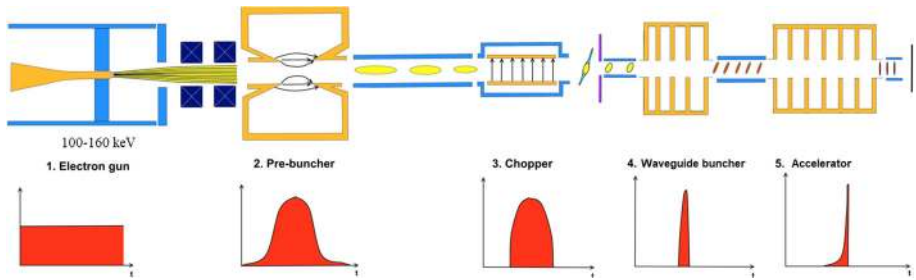 100-160 keV
1. Electron gun
2. Pre-buncher
3. Chopper
4. Waveguide buncher
5. Accelerator
t
t
t
t
t